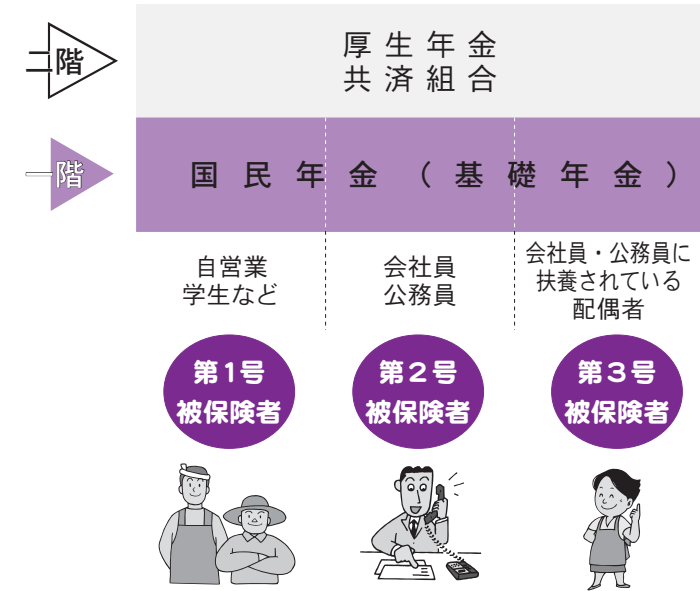 二階
厚生年金
共済組合
一階
国民年金(基礎年金)
自営業
学生など
会社員
公務員
会社員・公務員に
扶養されている
配偶者
第1号
被保険者
第2号
被保険者
第3号
被保険者